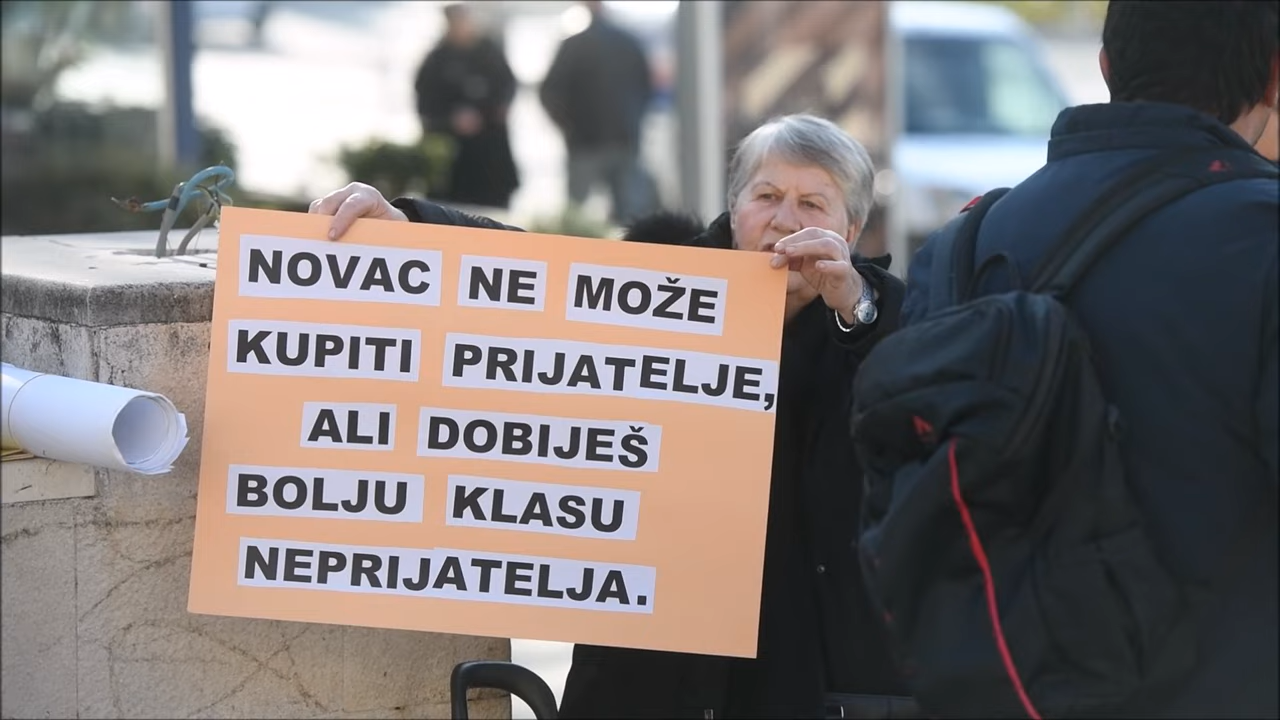 NOVAC NE MOŽE
KUPITI PRIJATELJE,
ALI DOBIJEŠ
BOLJU KLASU
NEPRIJATELJA.